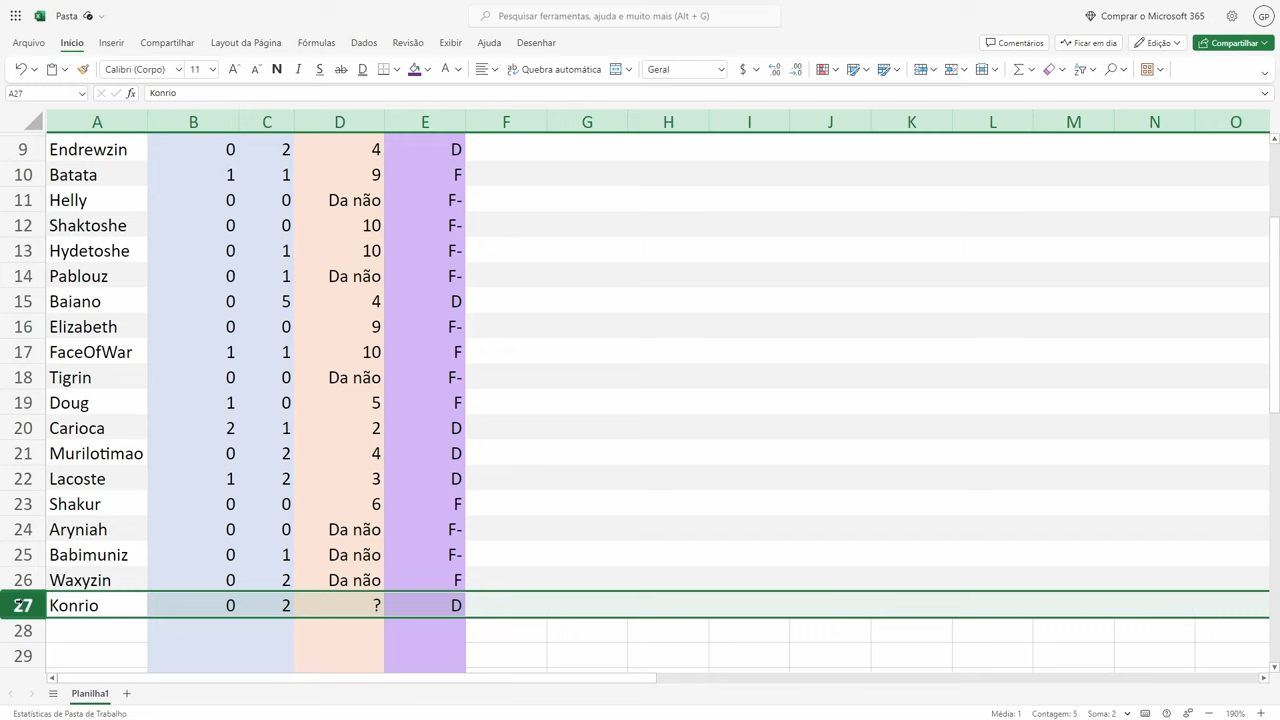 Pasta
Pesquisar ferramentas, ajuda e muito mais (Alt + G)
Comprar o Microsoft 365
GP
Arquivo Início Inserir Compartilhar Layout da Página Fórmulas Dados Revisão Exibir Ajuda Desenhar
Comentários Ficar em dia Edição Compartilhar
Calibri (Corpo) 11 A A N I S ab D A Quebra automática Geral $
A27 fx Konrio
A B C D E F G H I J K L M N O
9 Endrewzin 0 2 4 D
10 Batata 1 1 9 F
11 Helly 0 0 Da não F-
12 Shaktoshe 0 0 10 F-
13 Hydetoshe 0 1 10 F-
14 Pablouz 0 1 Da não F-
15 Baiano 0 5 4 D
16 Elizabeth 0 0 9 F-
17 FaceOfWar 1 1 10 F
18 Tigrin 0 0 Da não F-
19 Doug 1 0 5 F
20 Carioca 2 1 2 D
21 Murilotimao 0 2 4 D
22 Lacoste 1 2 3 D
23 Shakur 0 0 6 F
24 Aryniah 0 0 Da não F-
25 Babimuniz 0 1 Da não F-
26 Waxyzin 0 2 Da não F
27 Konrio 0 2 ? D
28
29
Planilha1
Estatísticas de Pasta de Trabalho Média: 1 Contagem: 5 Soma: 2 190%